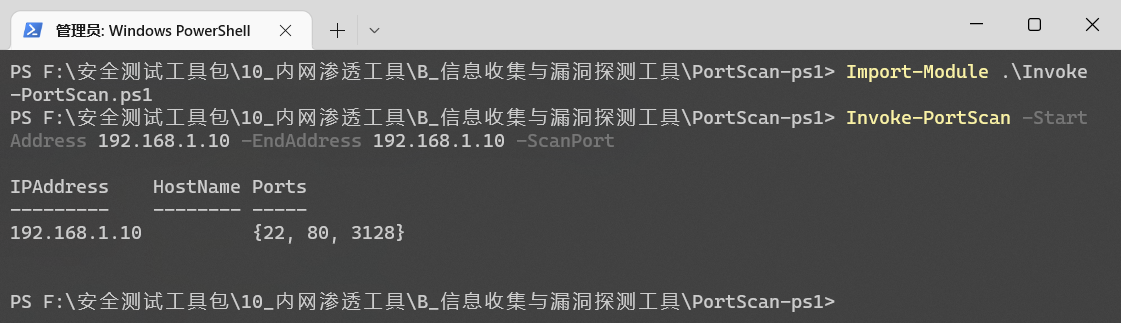 管理员: Windows PowerShell
PS F:\安全测试工具包\10_内网渗透工具\B_信息收集与漏洞探测工具\PortScan-ps1> Import-Module .\Invoke
-PortScan.ps1
PS F:\安全测试工具包\10_内网渗透工具\B_信息收集与漏洞探测工具\PortScan-ps1> Invoke-PortScan -Start
Address 192.168.1.10 -EndAddress 192.168.1.10 -ScanPort
IPAddress    HostName Ports
---------    -------- -----
192.168.1.10          {22, 80, 3128}
PS F:\安全测试工具包\10_内网渗透工具\B_信息收集与漏洞探测工具\PortScan-ps1>